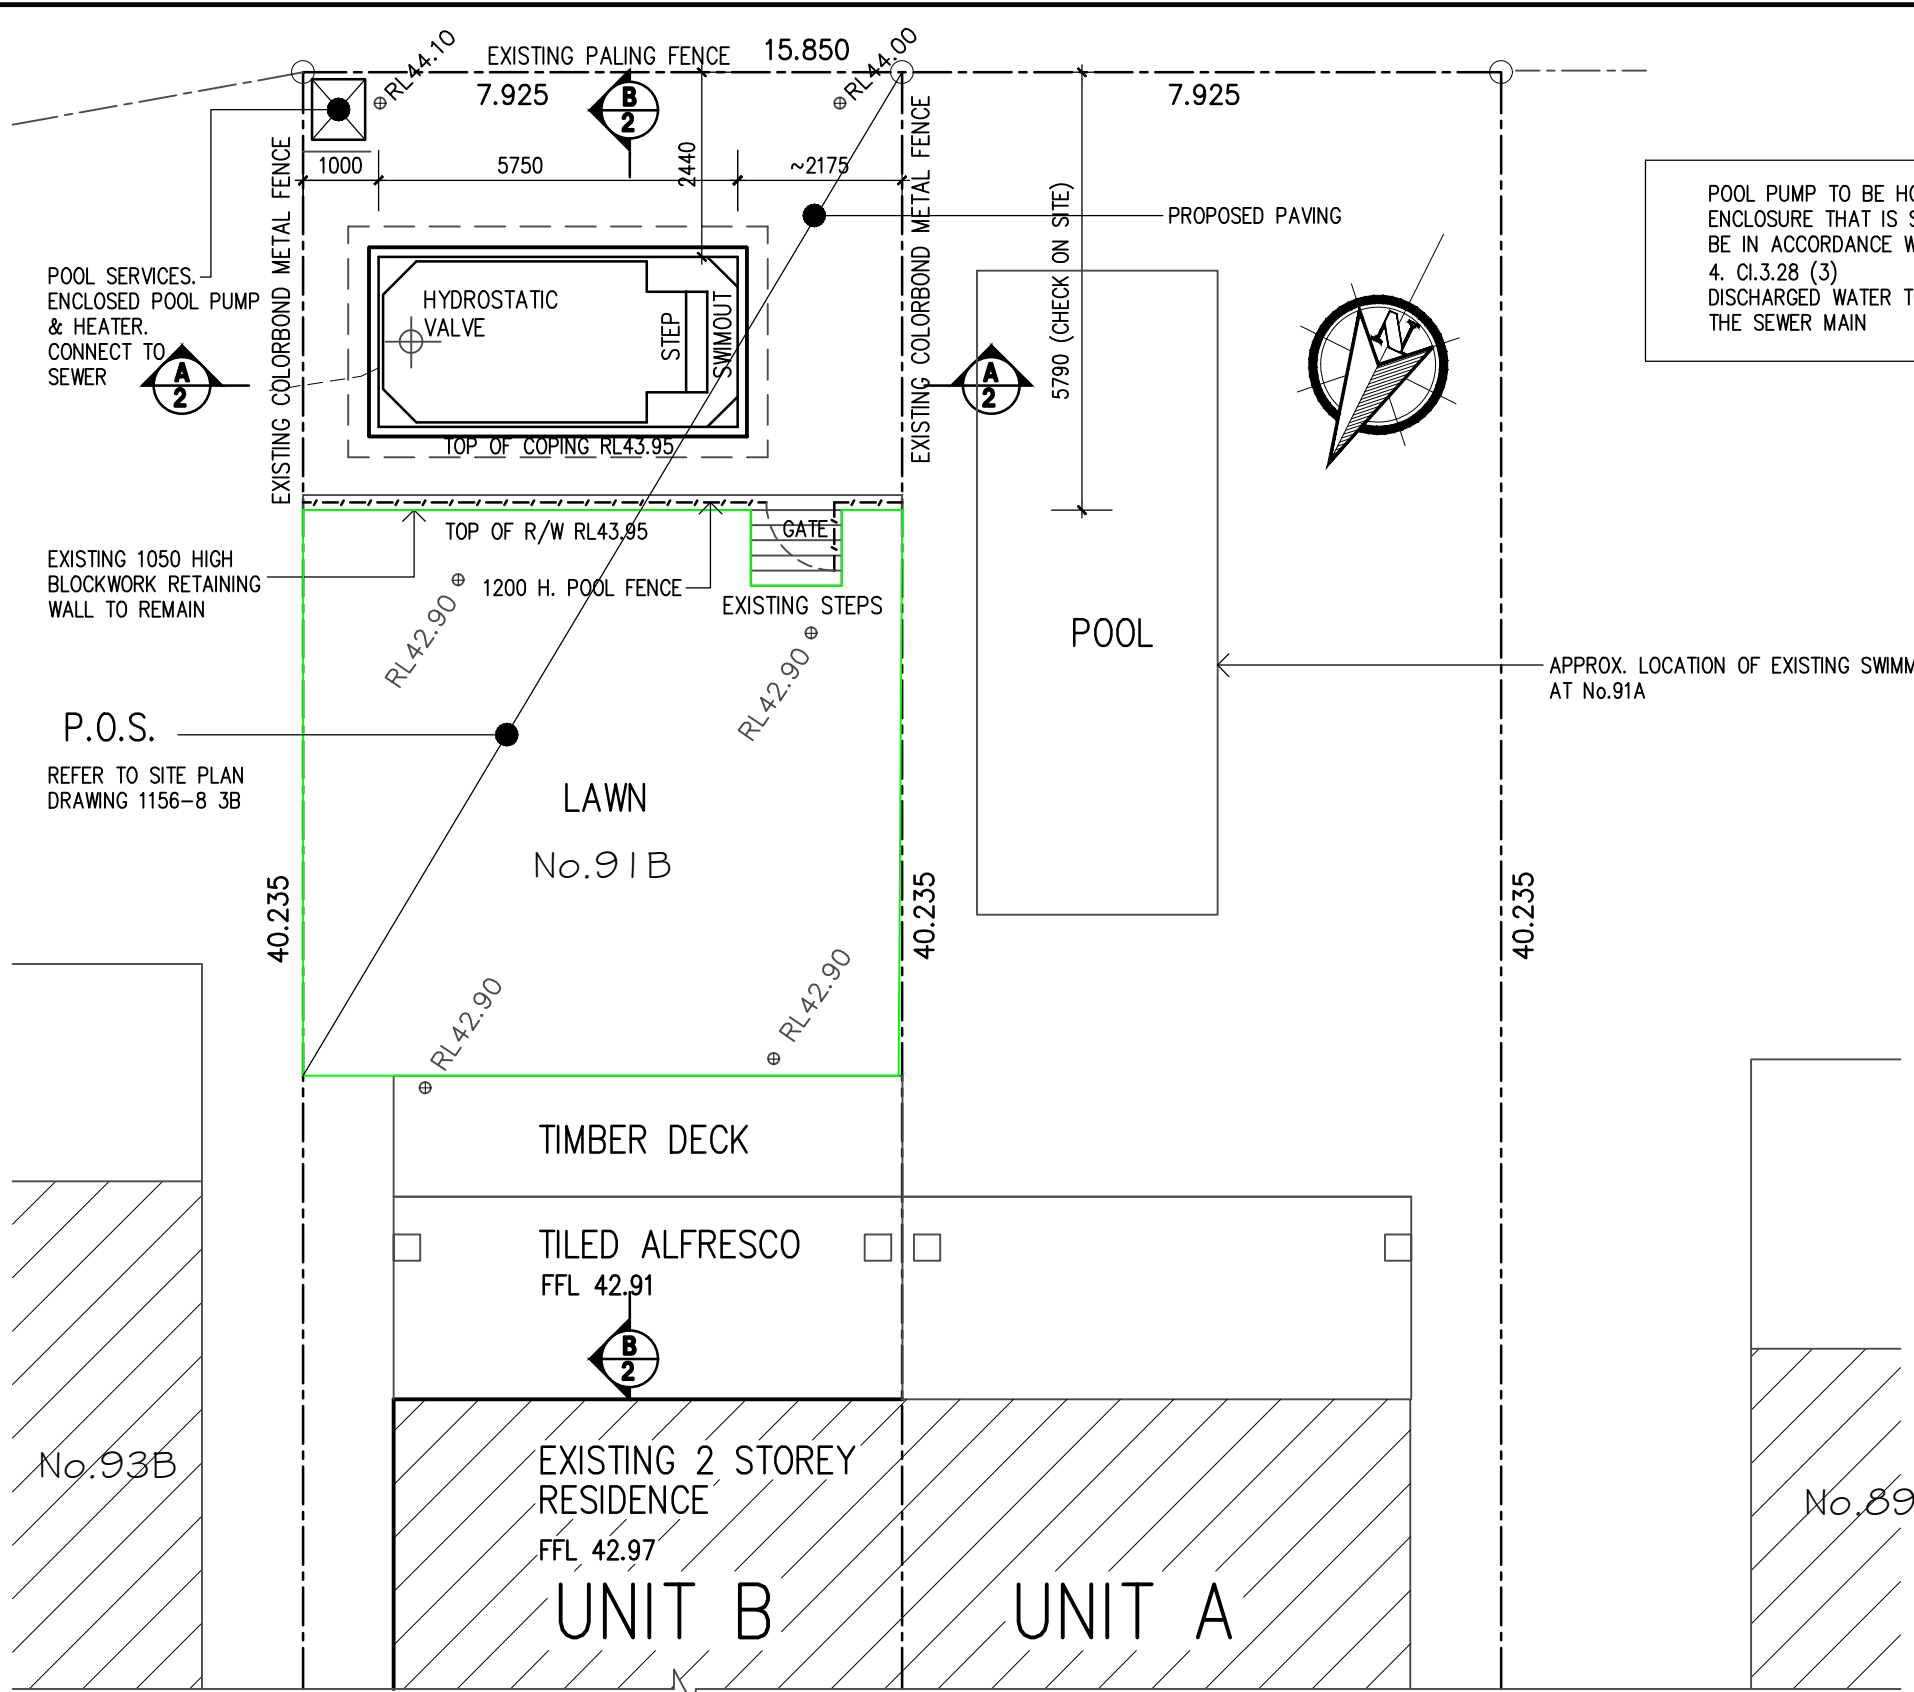 EXISTING PALING FENCE
15.850
RL44.10
RL44.00
7.925
7.925
B
2
1000
5750
~2175
2440
EXISTING COLORBOND METAL FENCE
EXISTING COLORBOND METAL FENCE
5790 (CHECK ON SITE)
PROPOSED PAVING
POOL PUMP TO BE
ENCLOSURE THAT IS
BE IN ACCORDANCE
4. Cl.3.28 (3)
DISCHARGED WATER
THE SEWER MAIN
POOL SERVICES.
ENCLOSED POOL PUMP
& HEATER.
CONNECT TO
SEWER
A
2
HYDROSTATIC
VALVE
STEP
SWIMOUT
A
2
N
TOP OF COPING RL43.95
TOP OF R/W RL43.95
GATE
EXISTING 1050 HIGH
BLOCKWORK RETAINING
WALL TO REMAIN
1200 H. POOL FENCE
EXISTING STEPS
RL42.90
RL42.90
POOL
APPROX. LOCATION OF EXISTING
AT No.91A
P.O.S.
REFER TO SITE PLAN
DRAWING 1156-8 3B
LAWN
No.91B
40.235
40.235
40.235
RL42.90
RL42.90
TIMBER DECK
TILED ALFRESCO
FFL 42.91
B
2
No.93B
EXISTING 2 STOREY
RESIDENCE
FFL 42.97
No.89
UNIT B
UNIT A